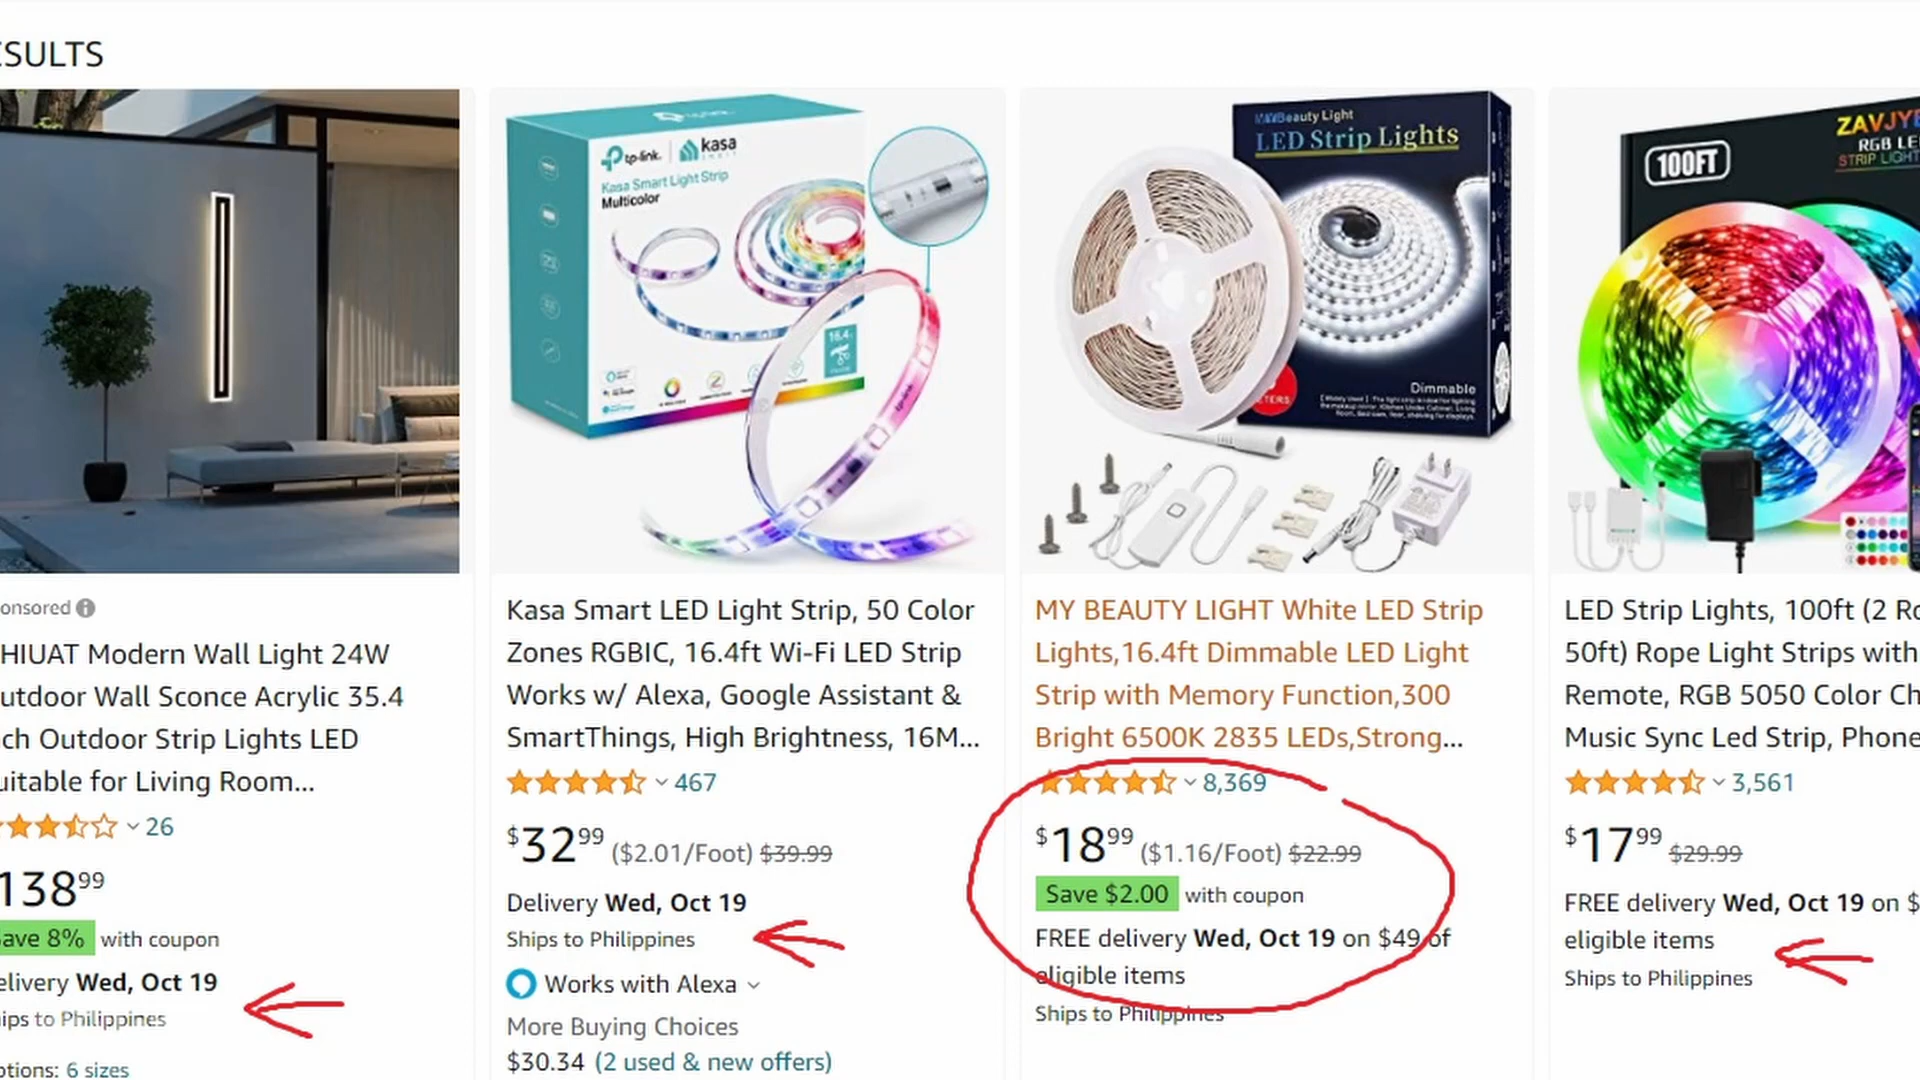 ESULTS
onsored
HIUAT Modern Wall Light 24W
utdoor Wall Sconce Acrylic 35.4
ch Outdoor Strip Lights LED
uitable for Living Room...
26
138 99
ave 8% with coupon
elivery Wed, Oct 19
ips to Philippines
ptions: 6 sizes
tp-link
kasa
smart
Kasa Smart Light Strip
Multicolor
16.4
Kasa Smart LED Light Strip, 50 Color
Zones RGBIC, 16.4ft Wi-Fi LED Strip
Works w/ Alexa, Google Assistant &
SmartThings, High Brightness, 16M...
467
$32 99 ($2.01/Foot) $39.99
Delivery Wed, Oct 19
Ships to Philippines
Works with Alexa
More Buying Choices
$30.34 (2 used & new offers)
Beauty Light
LED Strip Lights
Dimmable
ETERS
MY BEAUTY LIGHT White LED Strip
Lights,16.4ft Dimmable LED Light
Strip with Memory Function,300
Bright 6500K 2835 LEDs,Strong...
8,369
$18 99 ($1.16/Foot) $22.99
Save $2.00 with coupon
FREE delivery Wed, Oct 19 on $49 of
eligible items
Ships to Philippines
100FT
ZAVJY
RGB LE
STRIP LIGHT
LED Strip Lights, 100ft (2 Ro
50ft) Rope Light Strips with
Remote, RGB 5050 Color Ch
Music Sync Led Strip, Phone
3,561
$17 99 $29.99
FREE delivery Wed, Oct 19 on $
eligible items
Ships to Philippines